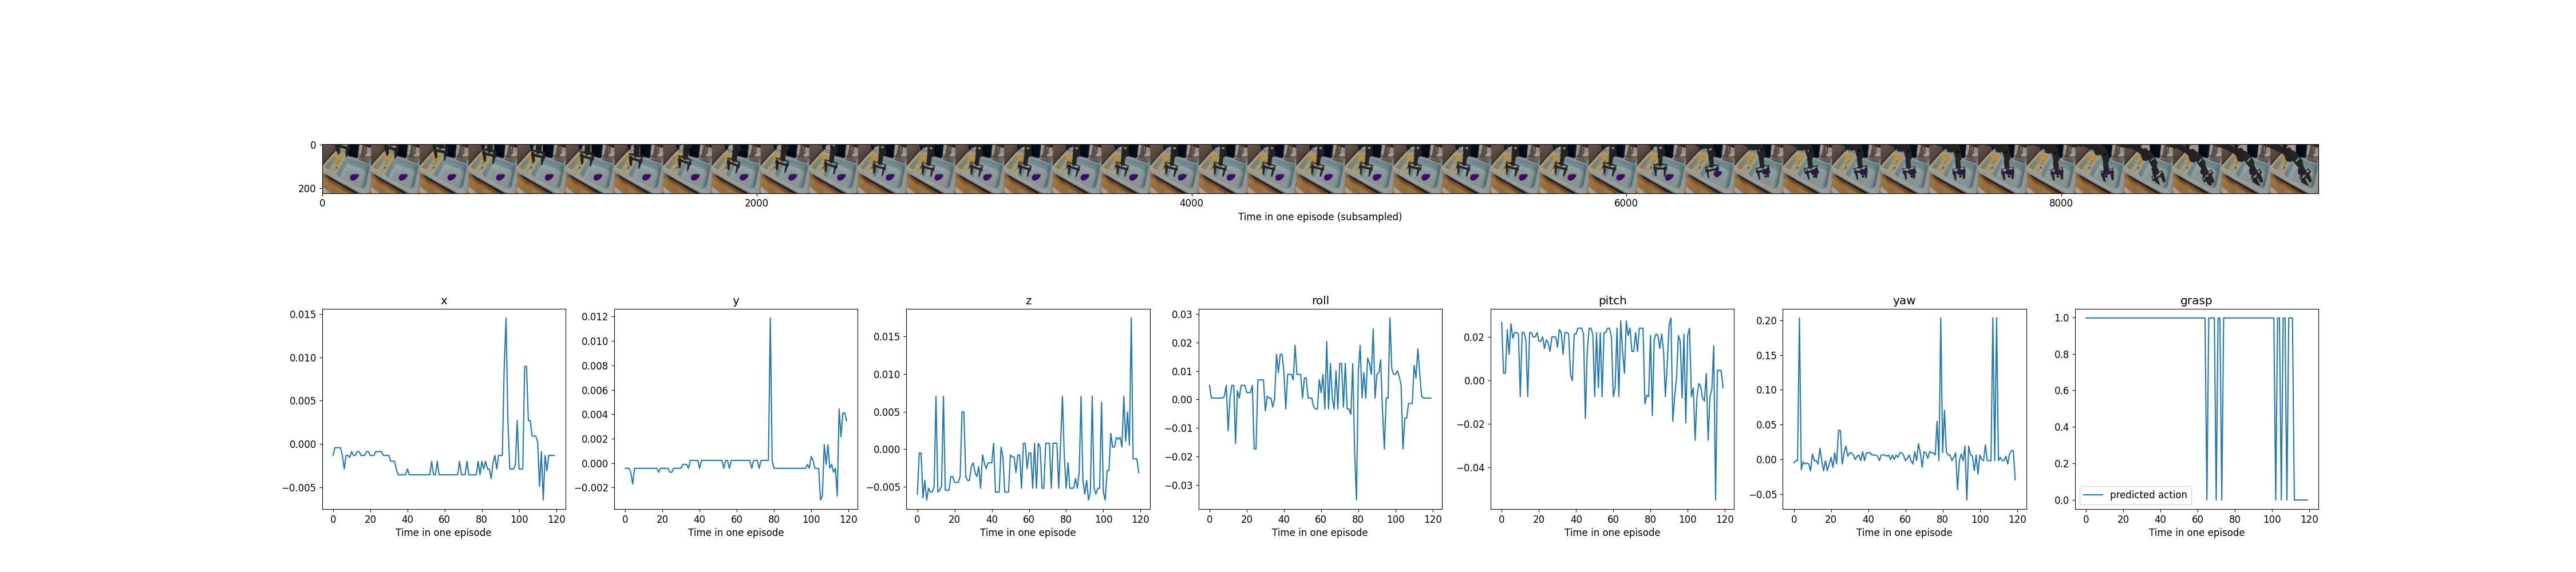 0
200
0 2000 4000 6000 8000
Time in one episode (subsampled)
x y z roll pitch yaw grasp
0.015
0.010
0.005
0.000
−0.005
0 20 40 60 80 100 120
Time in one episode
0.012
0.010
0.008
0.006
0.004
0.002
0.000
−0.002
0 20 40 60 80 100 120
Time in one episode
0.015
0.010
0.005
0.000
−0.005
0 20 40 60 80 100 120
Time in one episode
0.03
0.02
0.01
0.00
−0.01
−0.02
−0.03
0 20 40 60 80 100 120
Time in one episode
0.02
0.00
−0.02
−0.04
0 20 40 60 80 100 120
Time in one episode
0.20
0.15
0.10
0.05
0.00
−0.05
0 20 40 60 80 100 120
Time in one episode
1.0
0.8
0.6
0.4
0.2
0.0
predicted action
0 20 40 60 80 100 120
Time in one episode